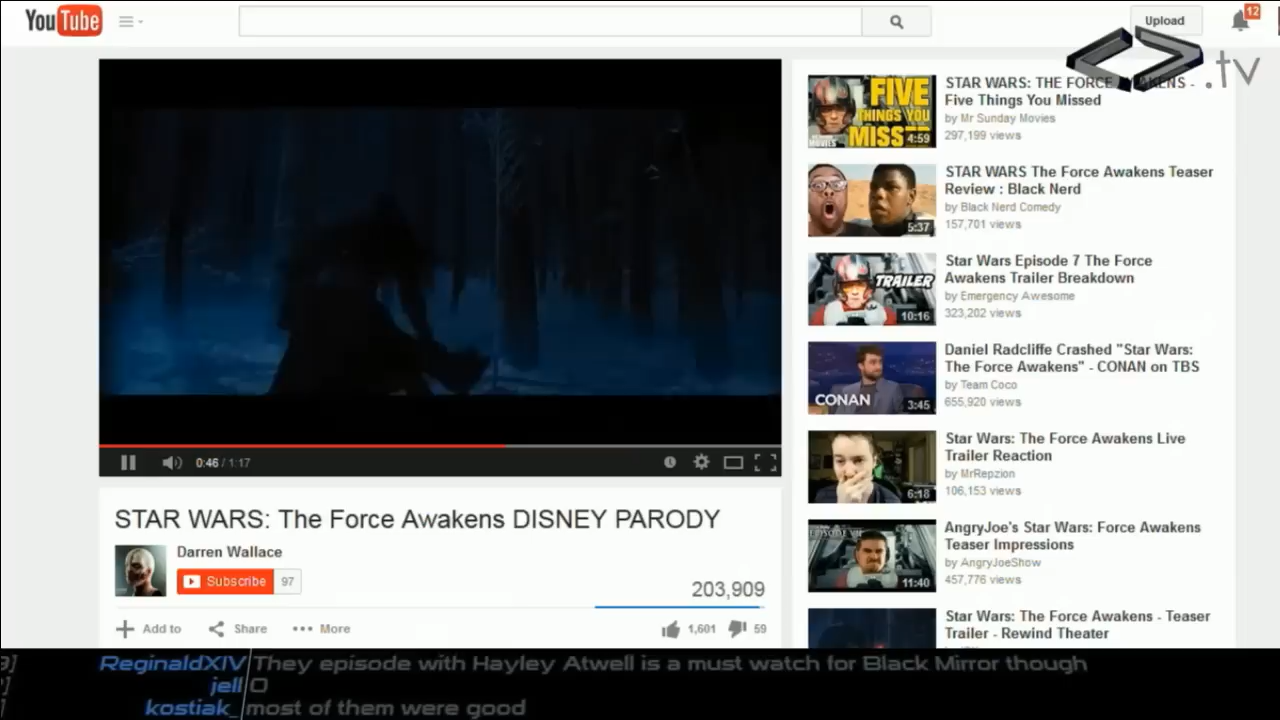 YouTube
Upload
12
.tv
STAR WARS: THE FORCE AWAKENS -
Five Things You Missed
by Mr Sunday Movies
297,199 views
FIVE
THINGS YOU
MISSED
MOVIES
4:59
STAR WARS The Force Awakens Teaser
Review : Black Nerd
by Black Nerd Comedy
157,701 views
5:37
Star Wars Episode 7 The Force
Awakens Trailer Breakdown
by Emergency Awesome
323,202 views
TRAILER
10:16
Daniel Radcliffe Crashed "Star Wars:
The Force Awakens" - CONAN on TBS
by Team Coco
655,920 views
CONAN
3:45
Star Wars: The Force Awakens Live
Trailer Reaction
by MrRepzion
106,153 views
6:18
AngryJoe's Star Wars: Force Awakens
Teaser Impressions
by AngryJoeShow
457,776 views
EPISODE VII
11:40
Star Wars: The Force Awakens - Teaser
Trailer - Rewind Theater
0:46 / 1:17
STAR WARS: The Force Awakens DISNEY PARODY
Darren Wallace
Subscribe 97
203,909
Add to Share More
1,601 59
ReginaldXIV They episode with Hayley Atwell is a must watch for Black Mirror though
jell O
kostiak_ most of them were good